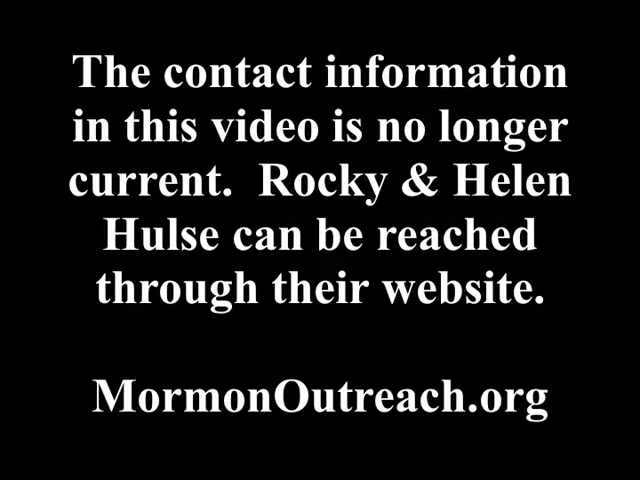 The contact information
in this video is no longer
current.  Rocky & Helen
Hulse can be reached
through their website.
MormonOutreach.org